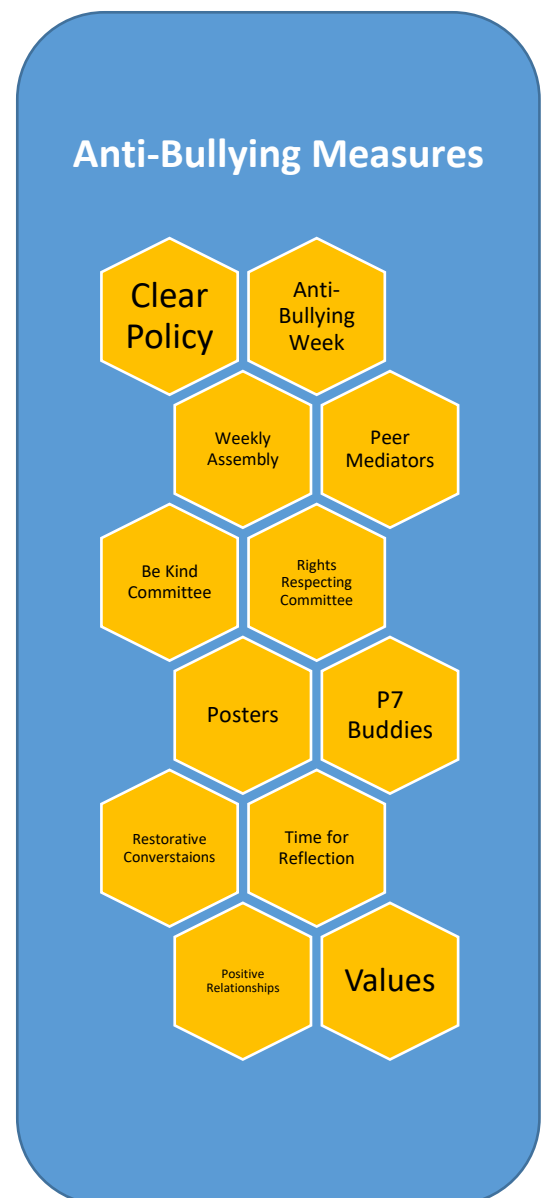 Anti-Bullying Measures
Clear
Policy
Anti-
Bullying
Week
Weekly
Assembly
Peer
Mediators
Be Kind
Committee
Rights
Respecting
Committee
Posters
P7
Buddies
Restorative
Converstaions
Time for
Reflection
Positive
Relationships
Values